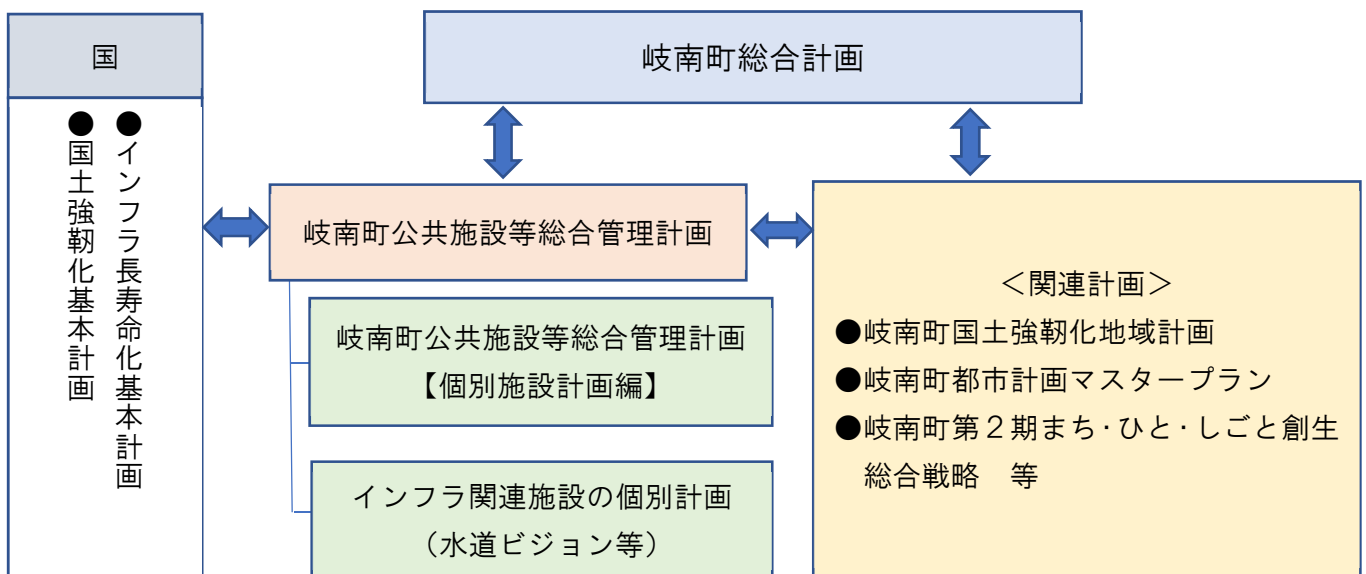 国
●インフラ長寿命化基本計画
●国土強靭化基本計画
岐南町総合計画
岐南町公共施設等総合管理計画
岐南町公共施設等総合管理計画
【個別施設計画編】
インフラ関連施設の個別計画
（水道ビジョン等）
＜関連計画＞
●岐南町国土強靭化地域計画
●岐南町都市計画マスタープラン
●岐南町第２期まち･ひと･しごと創生
総合戦略　等